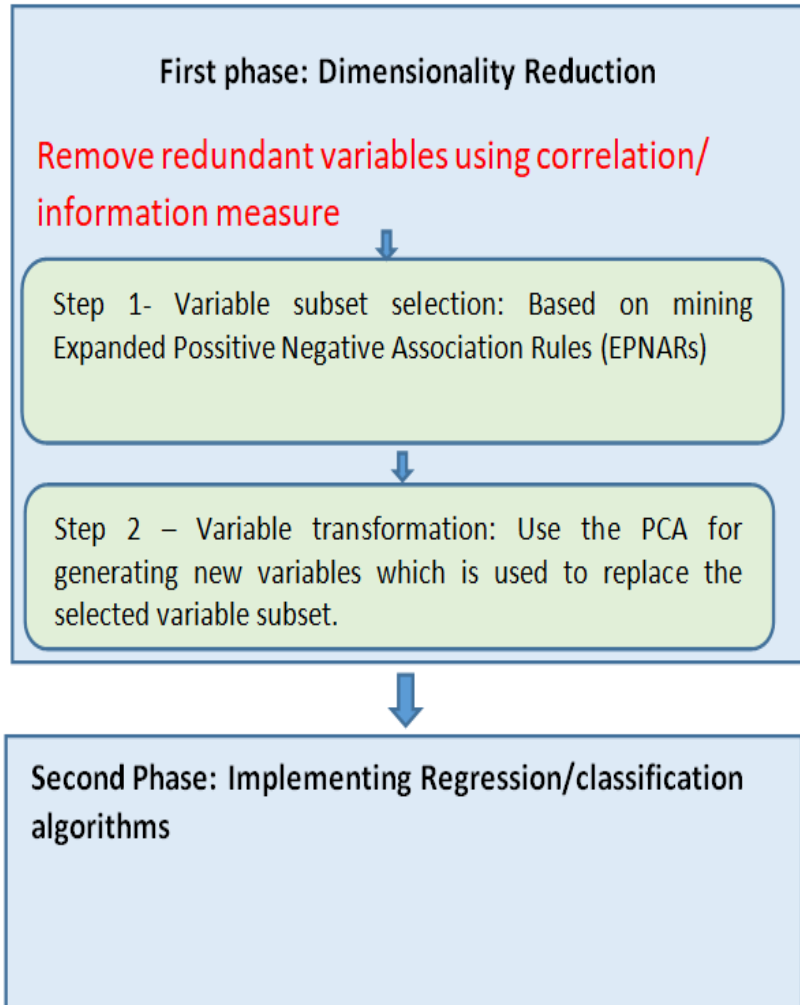 First phase: Dimensionality Reduction
Remove redundant variables using correlation/
information measure
Step 1- Variable subset selection: Based on mining
Expanded Possitive Negative Association Rules (EPNARs)
Step 2 – Variable transformation: Use the PCA for
generating new variables which is used to replace the
selected variable subset.
Second Phase: Implementing Regression/classification
algorithms